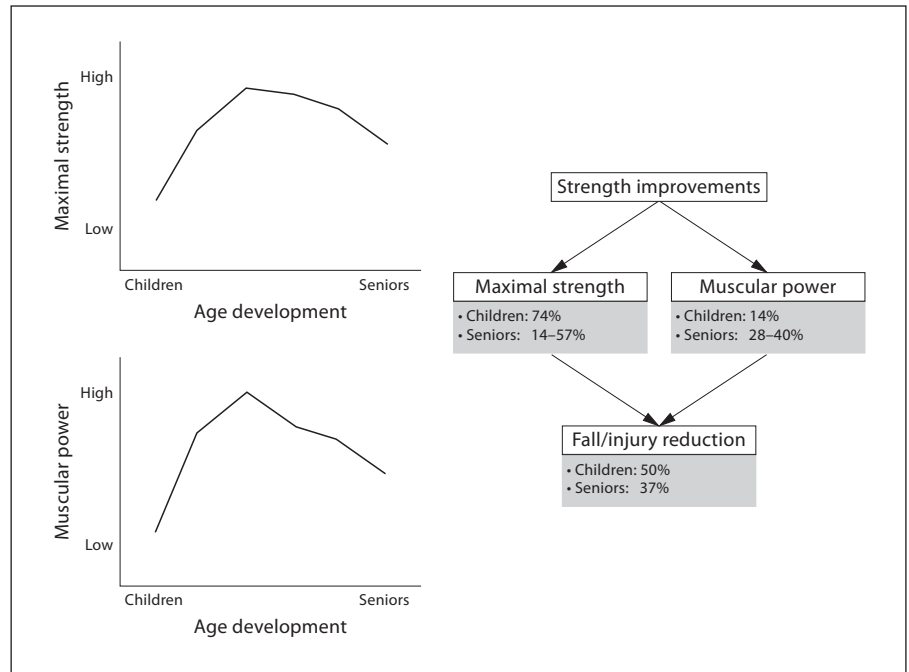 High
Maximal strength
Low
Children Seniors
Age development
High
Muscular power
Low
Children Seniors
Age development
Strength improvements
Maximal strength
• Children: 74%
• Seniors: 14–57%
Muscular power
• Children: 14%
• Seniors: 28–40%
Fall/injury reduction
• Children: 50%
• Seniors: 37%